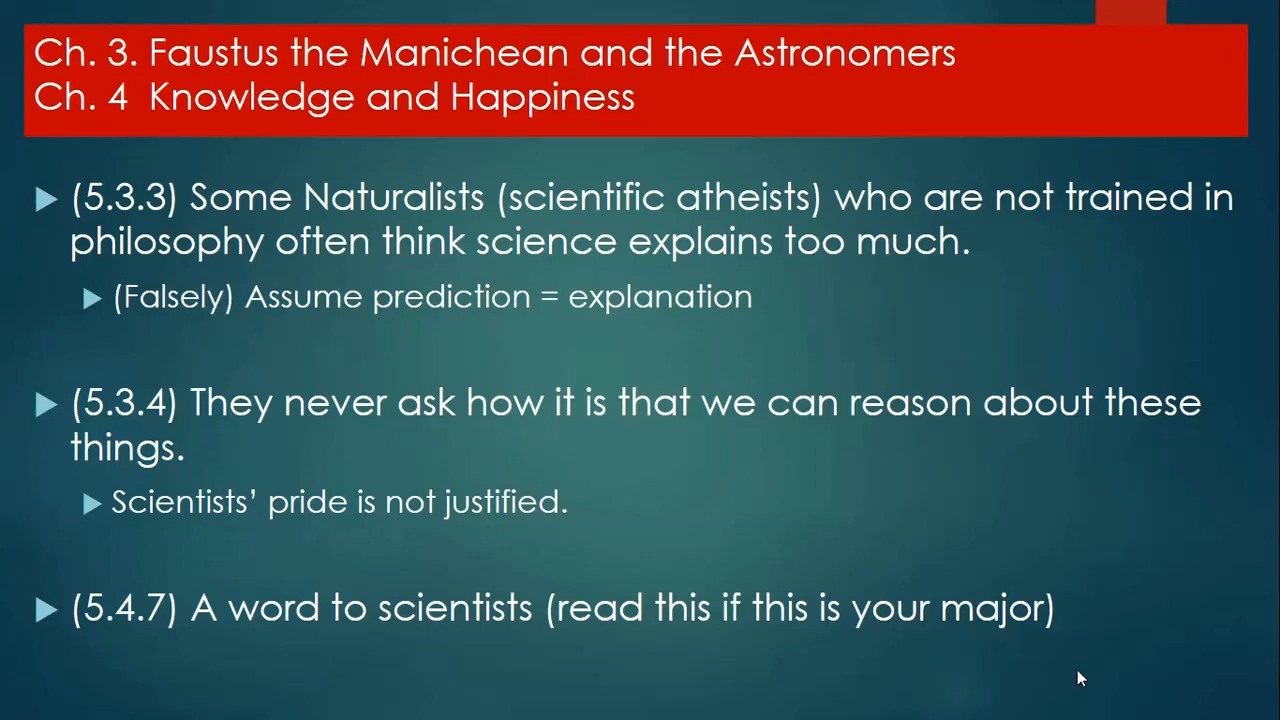 Ch. 3. Faustus the Manichean and the Astronomers
Ch. 4 Knowledge and Happiness
(5.3.3) Some Naturalists (scientific atheists) who are not trained in
philosophy often think science explains too much.
(Falsely) Assume prediction = explanation
(5.3.4) They never ask how it is that we can reason about these
things.
Scientists’ pride is not justified.
(5.4.7) A word to scientists (read this if this is your major)